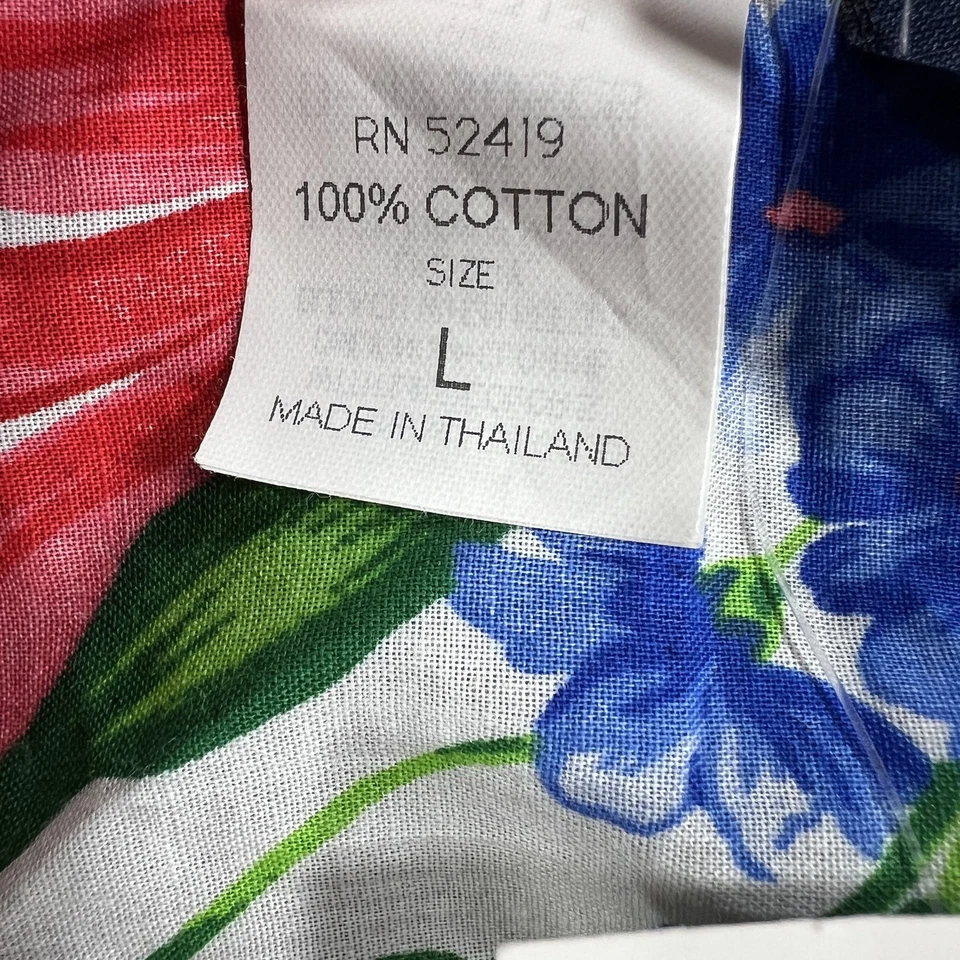 RN 52419
100% COTTON
SIZE
L
MADE IN THAILAND